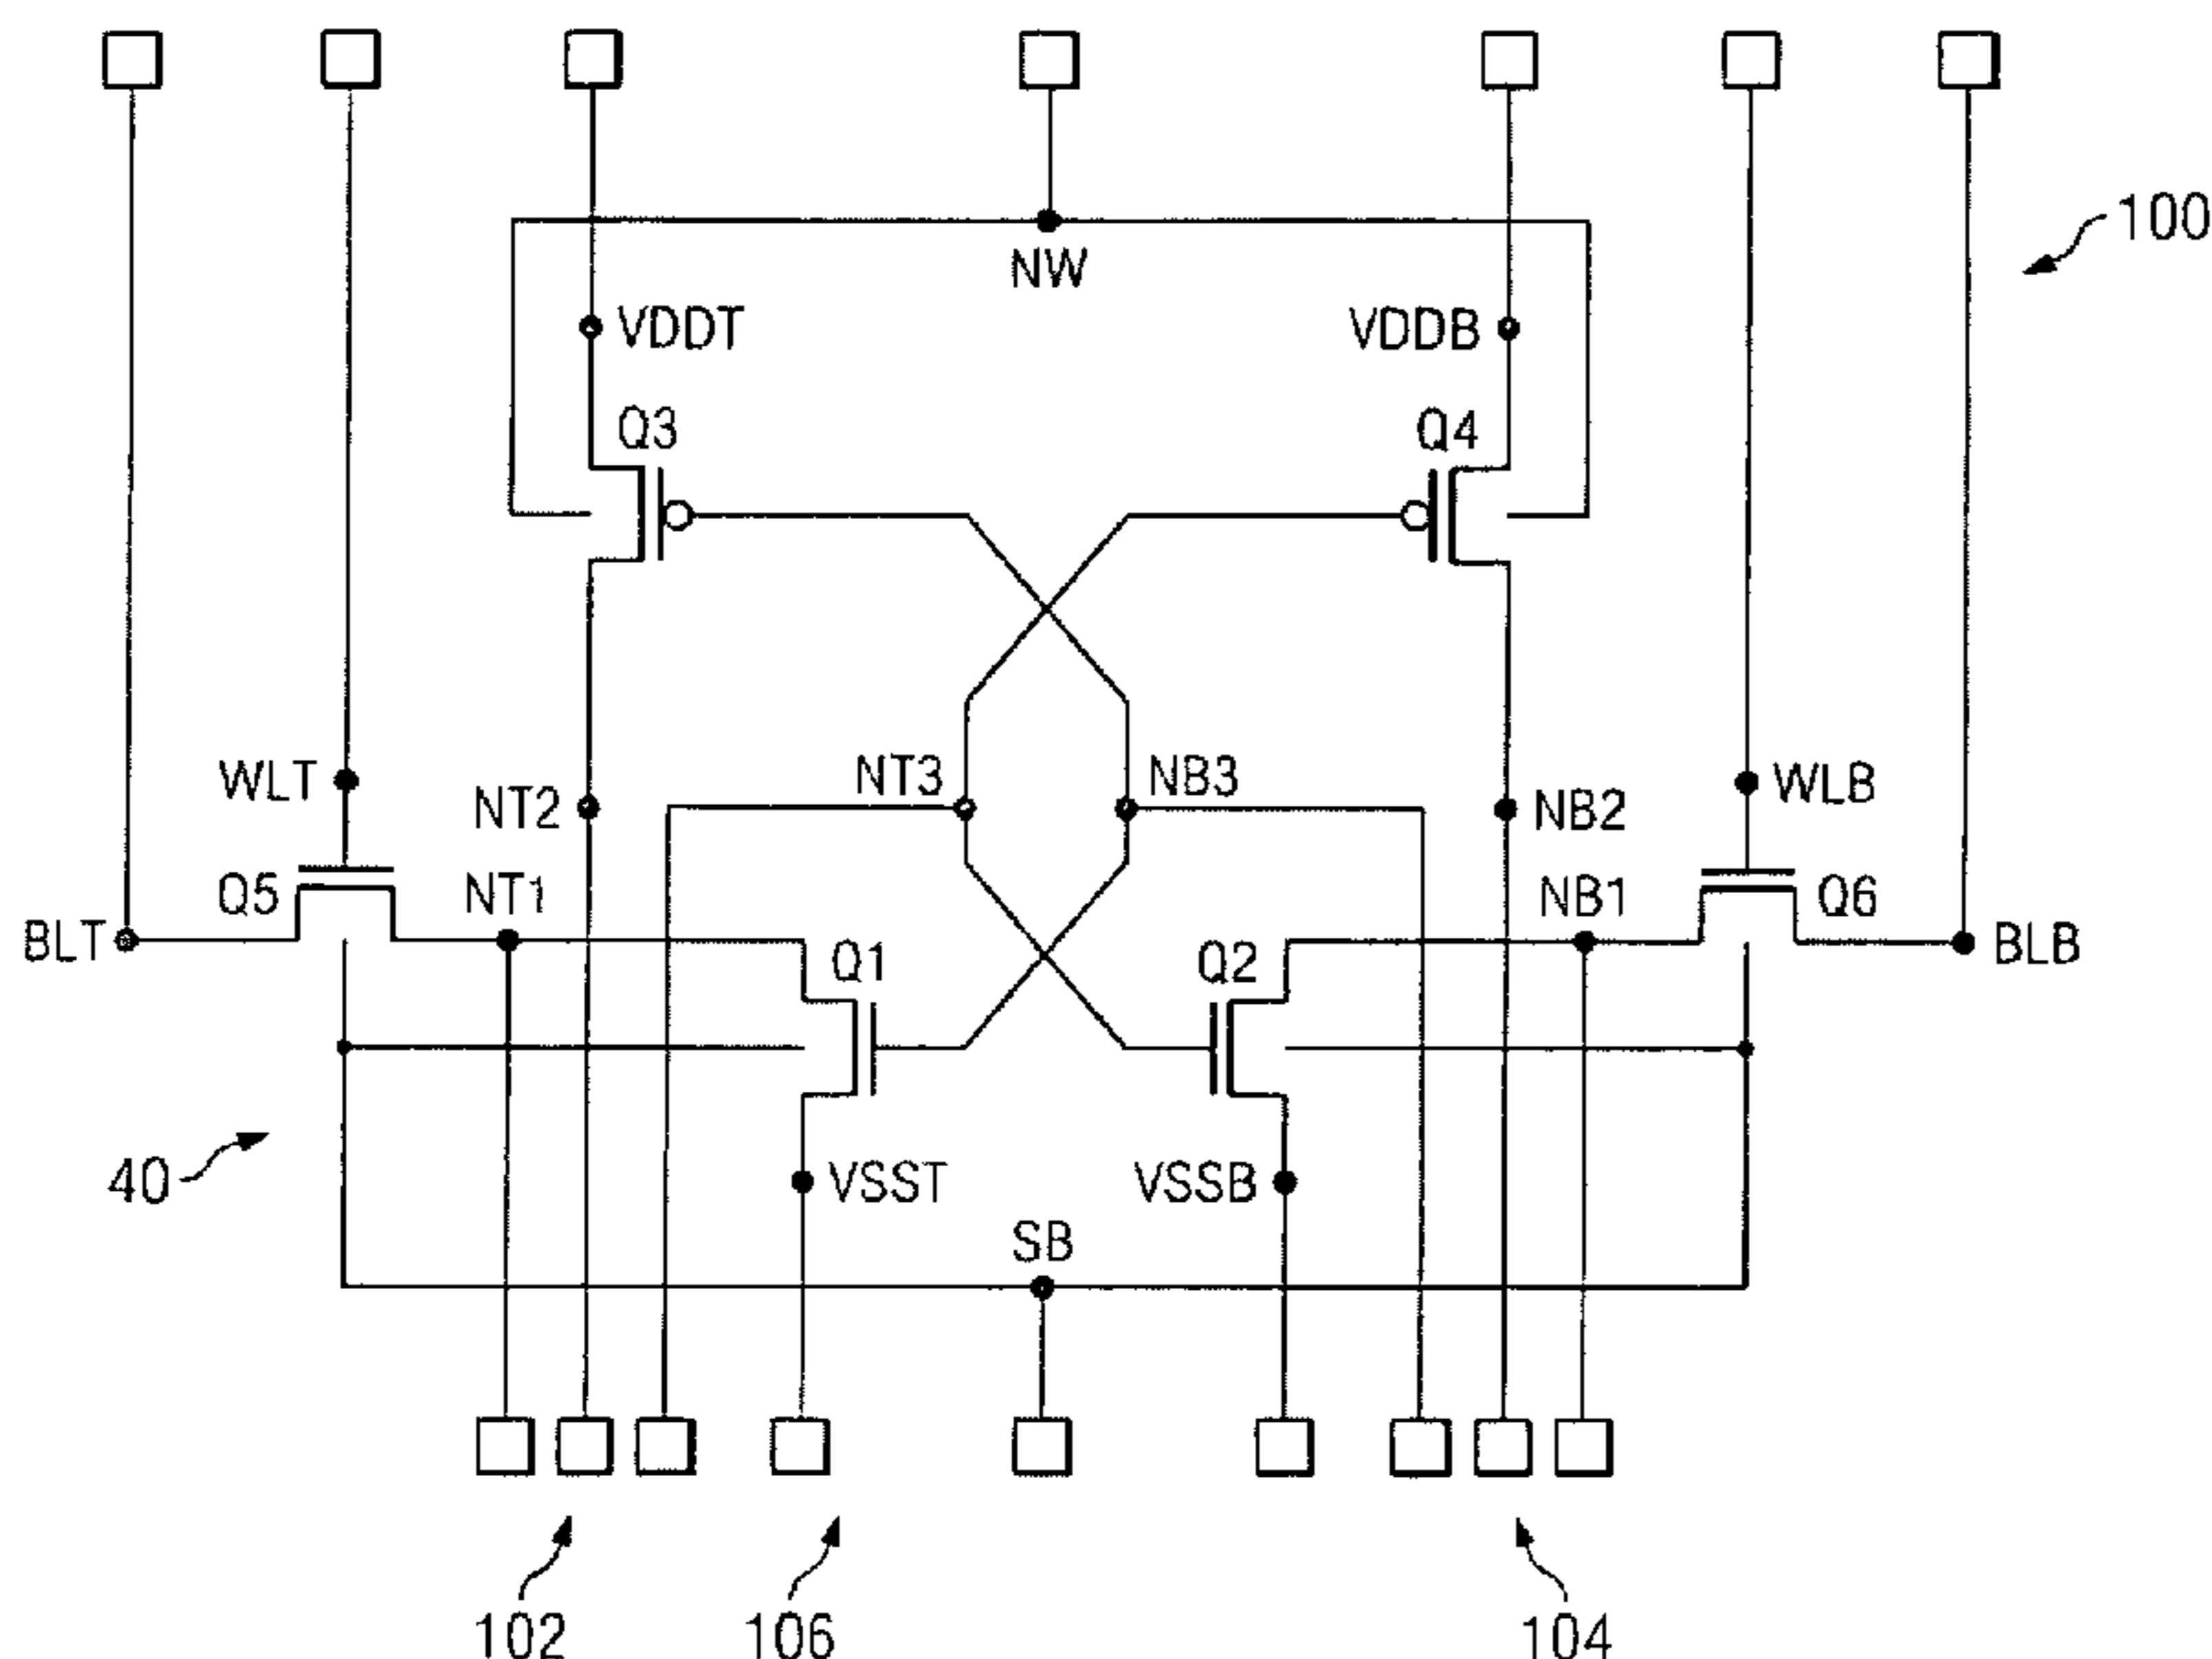 100
NW
VDDT
VDDB
Q3
Q4
WLT
NT2
NT3
NB3
NB2
WLB
Q5
NT1
NB1
Q6
BLT
Q1
Q2
BLB
40
VSST
VSSB
SB
102
106
104